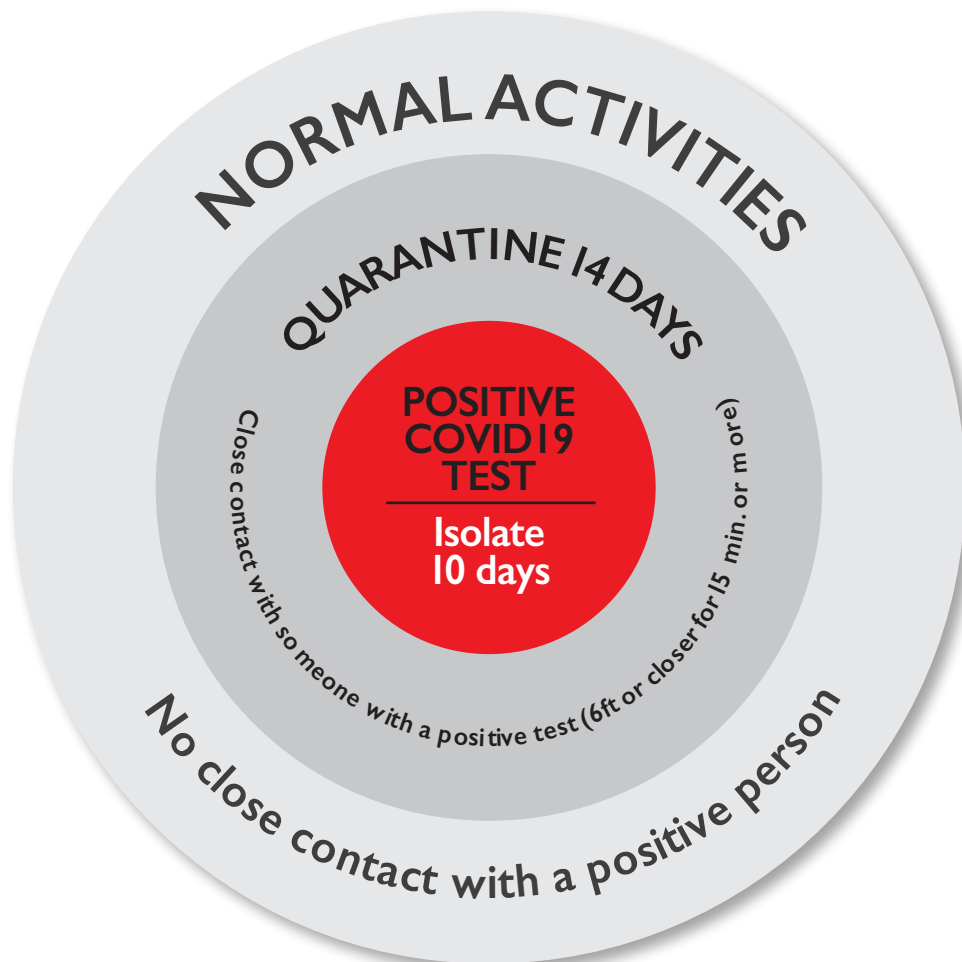 NORMAL ACTIVITIES
QUARANTINE 14 DAYS
POSITIVE
COVID19
TEST
Isolate
10 days
Close contact with someone with a positive test (6ft or closer for 15 min. or more)
No close contact with a positive person